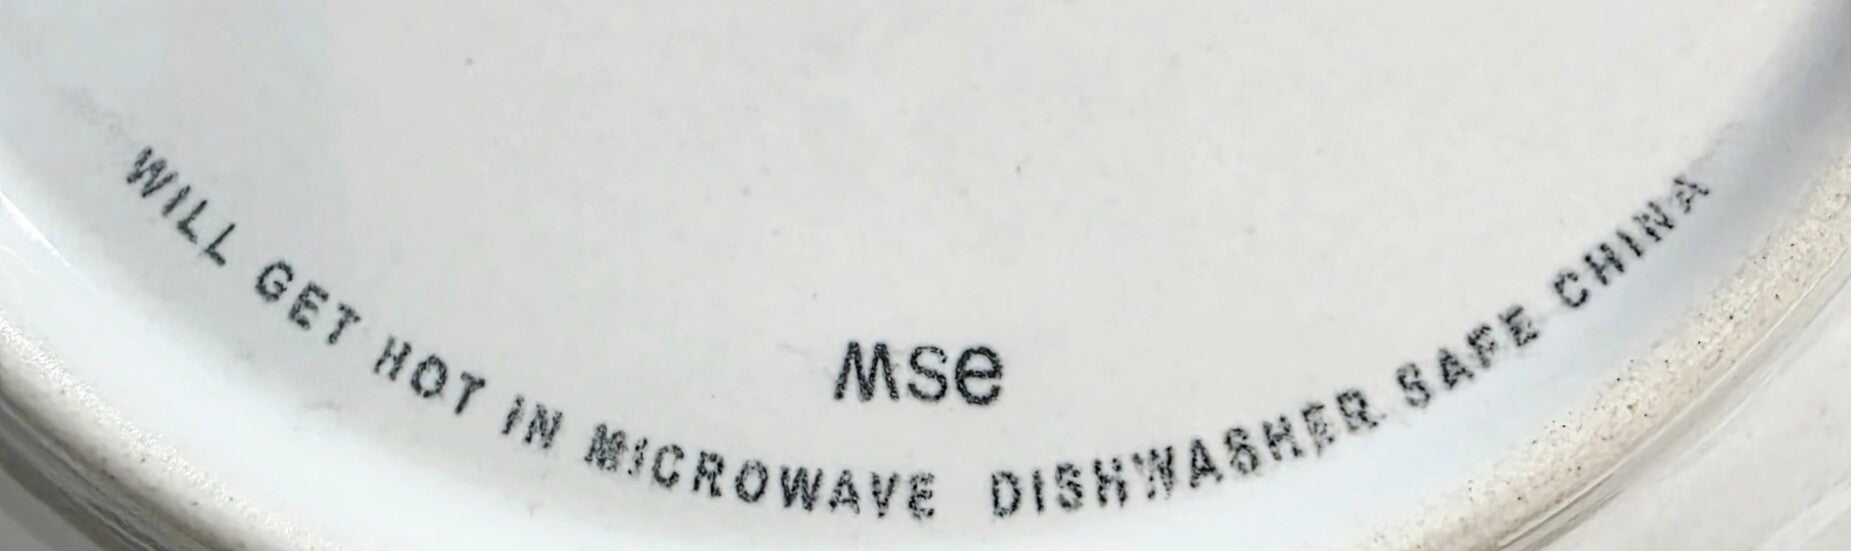 Mse
WILL GET HOT IN MICROWAVE DISHWASHER SAFE CHINA